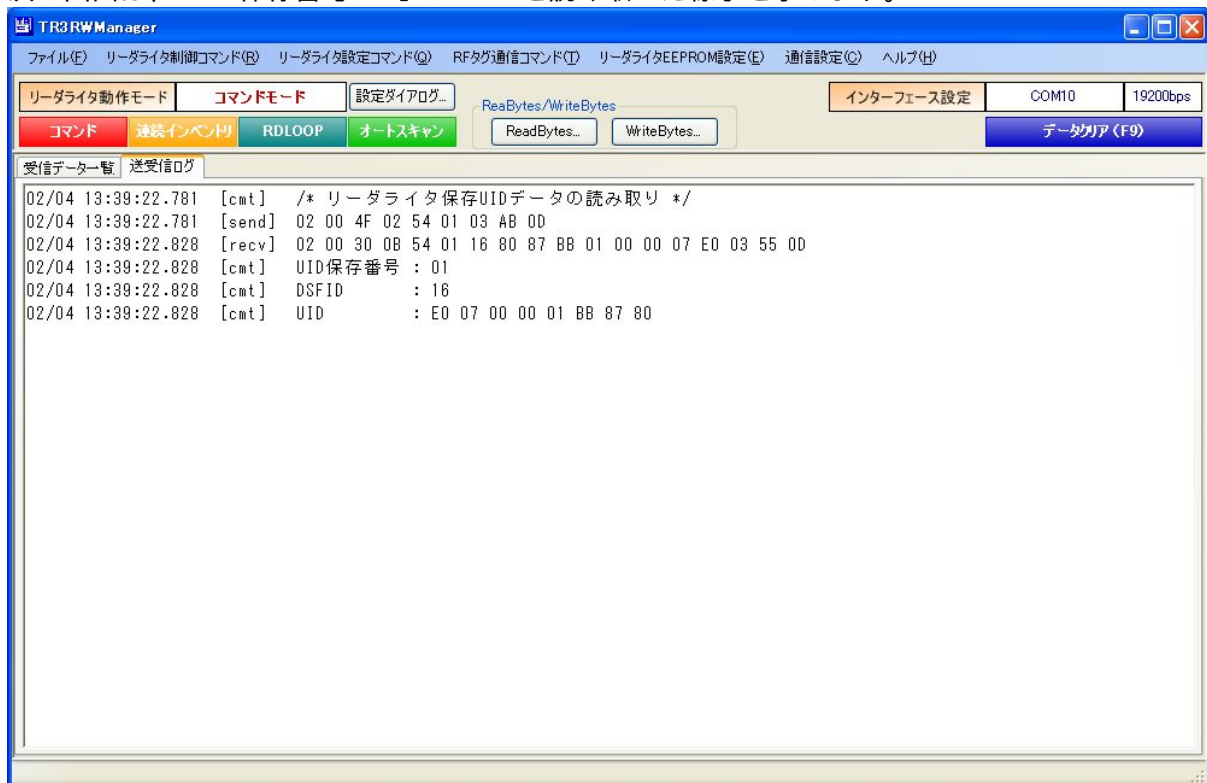 TR3RWManager
ファイル(F) リーダライタ制御コマンド(R) リーダライタ設定コマンド(Q) RFタグ通信コマンド(T) リーダライタEEPROM設定(E) 通信設定(C) ヘルプ(H)
リーダライタ動作モード コマンドモード 設定ダイアログ... ReaBytes/WriteBytes インターフェース設定 COM10 19200bps
コマンド 連続インベントリ RDLOOP オートスキャン ReadBytes... WriteBytes... データクリア(F9)
受信データ一覧 送受信ログ
02/04 13:39:22.781 [cmt] /* リーダライタ保存UIDデータの読み取り */
02/04 13:39:22.781 [send] 02 00 4F 02 54 01 03 AB 0D
02/04 13:39:22.828 [recv] 02 00 30 0B 54 01 16 80 87 BB 01 00 00 07 E0 03 55 0D
02/04 13:39:22.828 [cmt] UID保存番号 : 01
02/04 13:39:22.828 [cmt] DSFID : 16
02/04 13:39:22.828 [cmt] UID : E0 07 00 00 01 BB 87 80